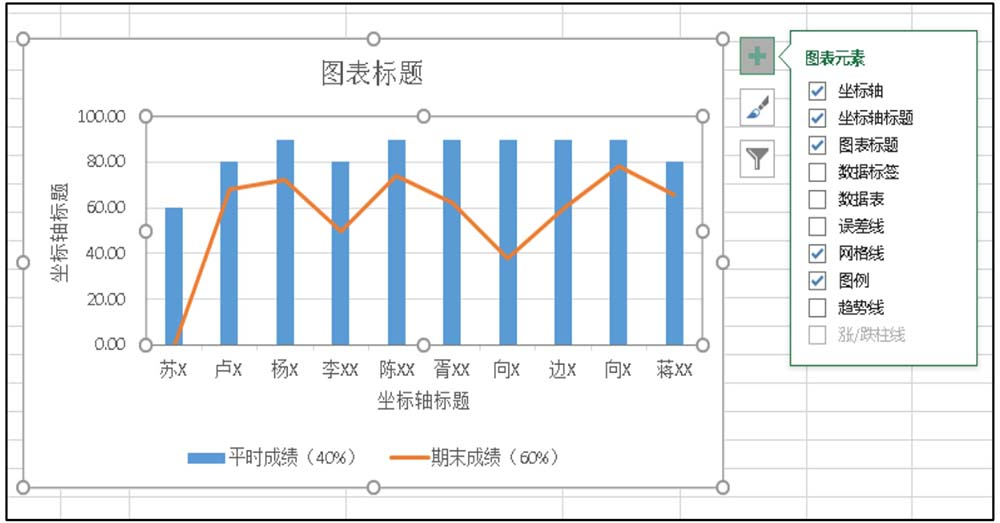 图表标题
100.00
80.00
60.00
40.00
20.00
0.00
坐标轴标题
苏X 卢X 杨X 李XX 陈XX 胥XX 向X 边X 向X 蒋XX
坐标轴标题
平时成绩（40%） 期末成绩（60%）
图表元素
坐标轴
坐标轴标题
图表标题
数据标签
数据表
误差线
网格线
图例
趋势线
涨/跌柱线